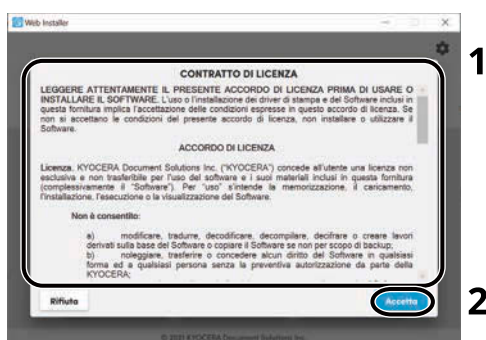 Web Installer
1
CONTRATTO DI LICENZA
LEGGERE ATTENTAMENTE IL PRESENTE ACCORDO DI LICENZA PRIMA DI USARE O
INSTALLARE IL SOFTWARE. L'uso o l'installazione dei driver di stampa e del Software inclusi in
questa fornitura implica l'accettazione delle condizioni espresse in questo accordo di licenza. Se
non si accettano le condizioni del presente accordo di licenza, non installare o utilizzare il
Software.
ACCORDO DI LICENZA
Licenza. KYOCERA Document Solutions Inc. ("KYOCERA") concede all'utente una licenza non
esclusiva e non trasferibile per l'uso del software e i suoi materiali inclusi in questa fornitura
(complessivamente il "Software"). Per "uso" s'intende la memorizzazione, il caricamento,
l'installazione, l'esecuzione o la visualizzazione del Software.
Non è consentito:
a) modificare, tradurre, decodificare, decompilare, decifrare o creare lavori
derivati sulla base del Software o copiare il Software se non per scopo di backup;
b) noleggiare, trasferire o concedere alcun diritto del Software in qualsiasi
forma ed a qualsiasi persona senza la preventiva autorizzazione da parte della
KYOCERA;
Rifiuta
Accetta
2
© 2021 KYOCERA Document Solutions Inc.